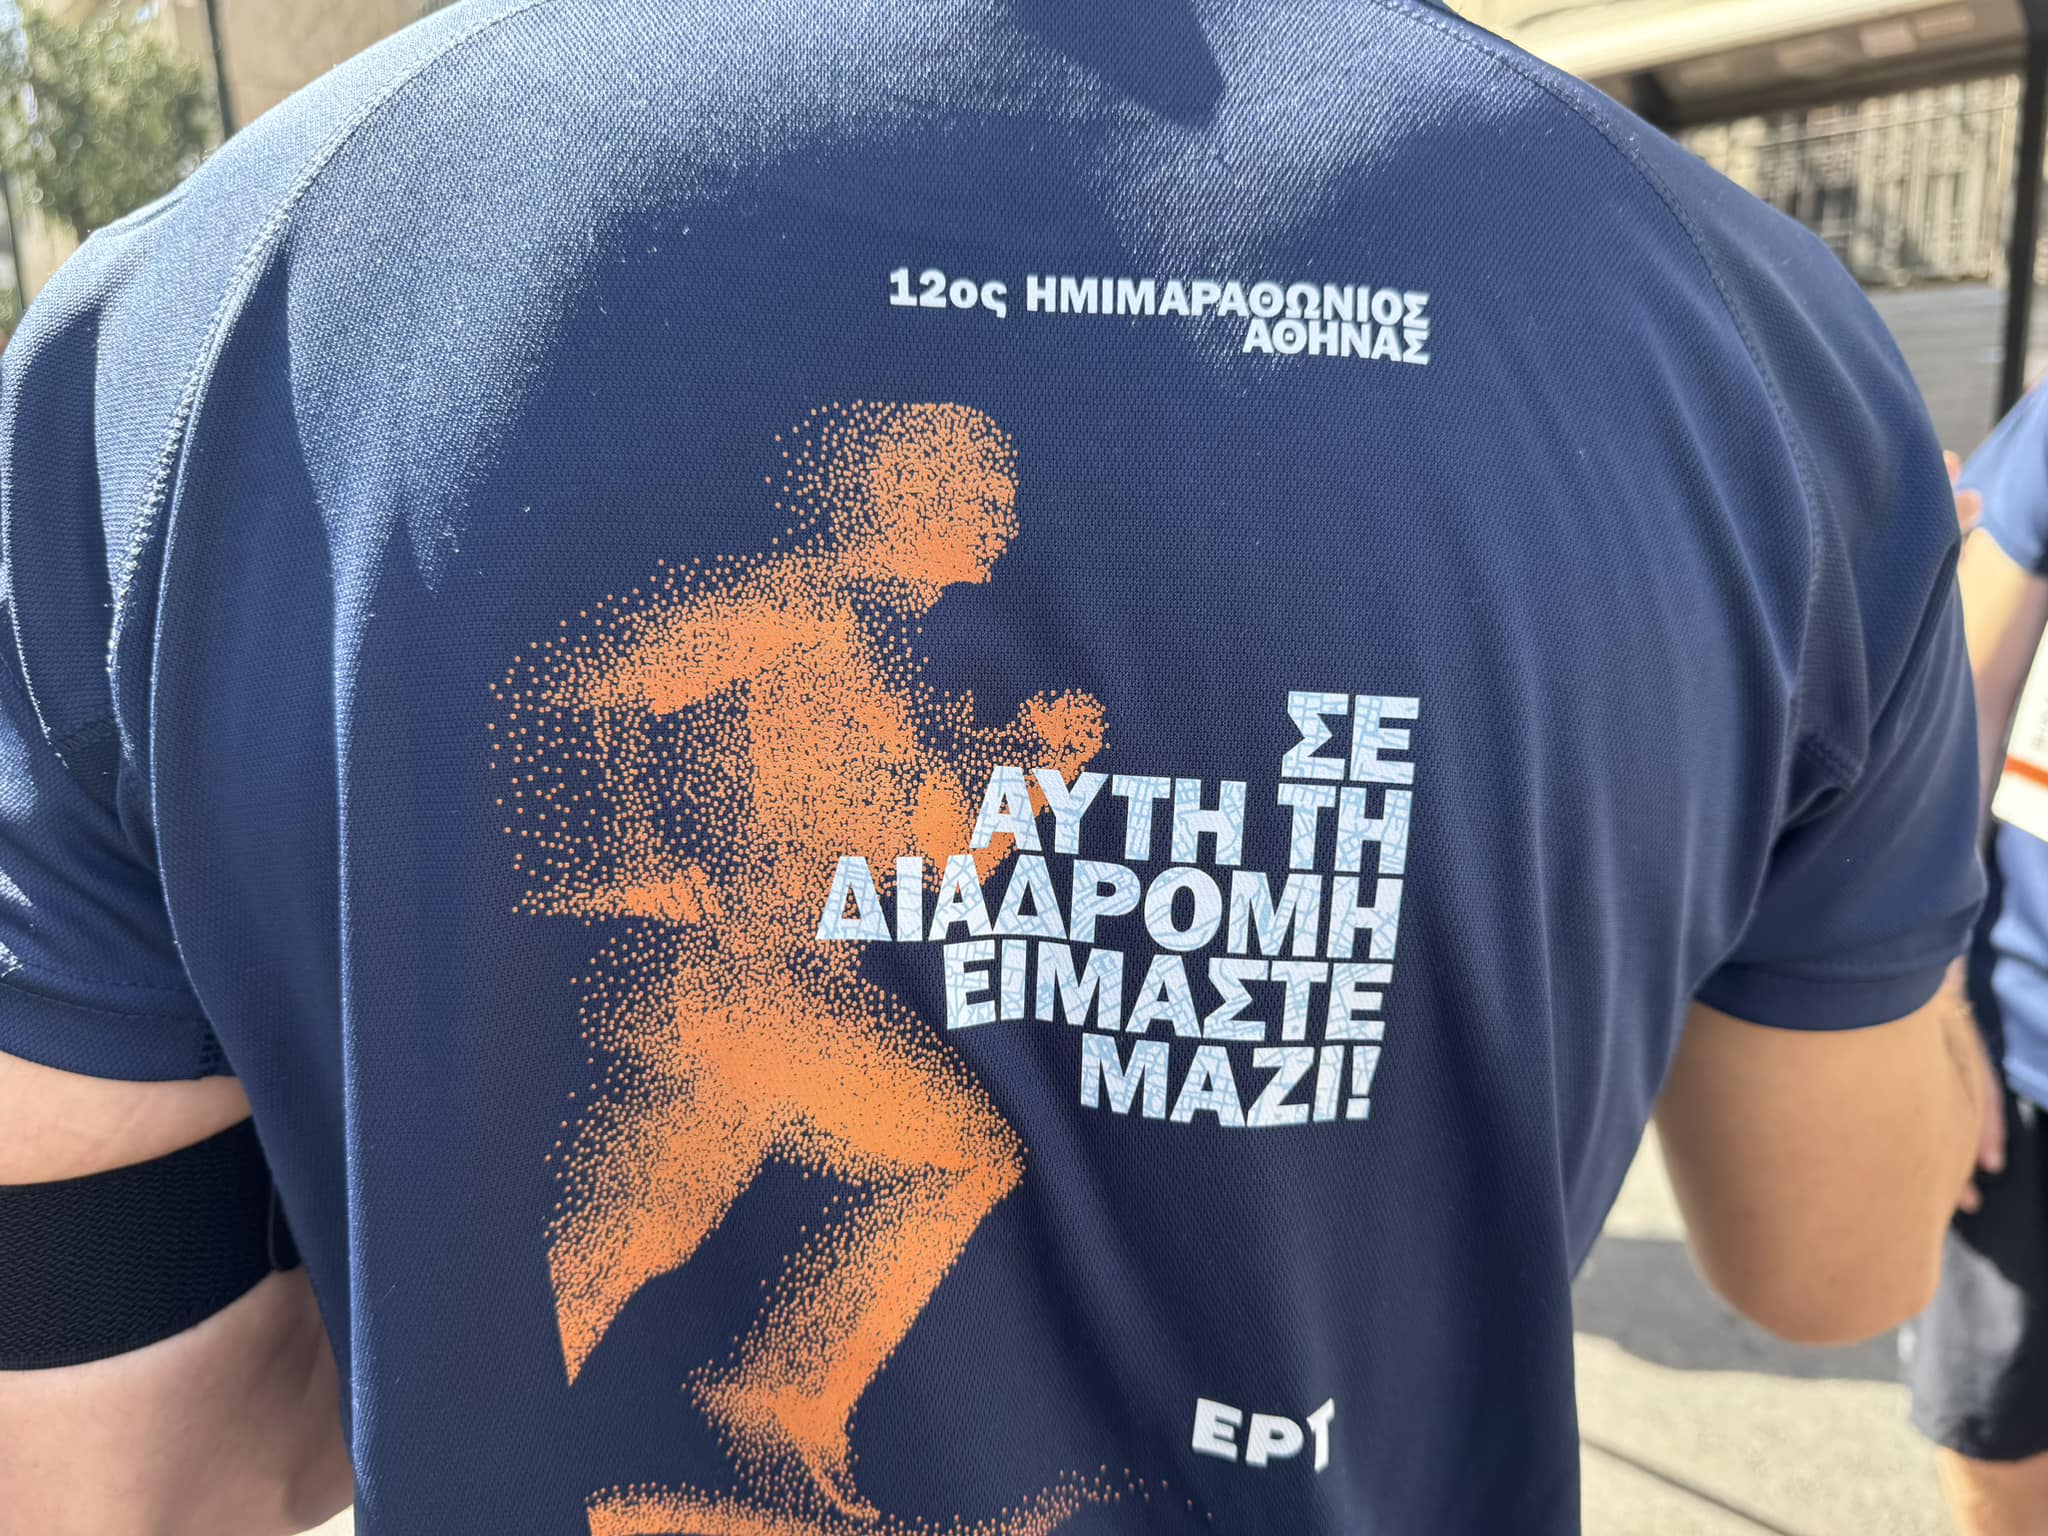 12ος ΗΜΙΜΑΡΑΘΩΝΙΟΣ
ΑΘΗΝΑΣ
ΣΕ
ΑΥΤΗ ΤΗ
ΔΙΑΔΡΟΜΗ
ΕΙΜΑΣΤΕ
ΜΑΖΙ!
ΕΡΤ